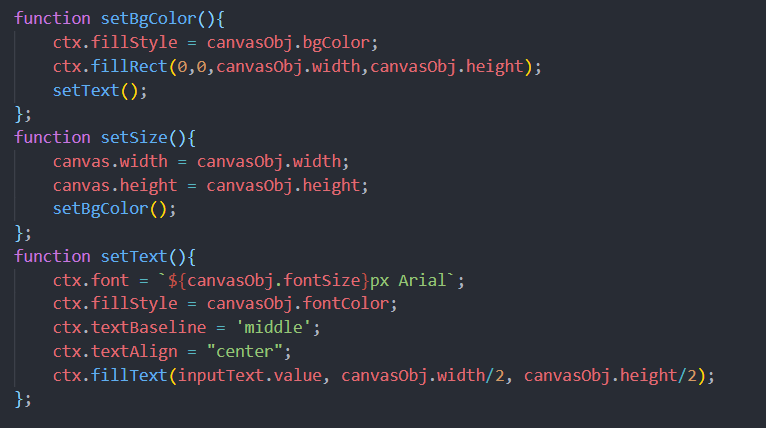 function setBgColor(){
    ctx.fillStyle = canvasObj.bgColor;
    ctx.fillRect(0,0,canvasObj.width,canvasObj.height);
    setText();
};
function setSize(){
    canvas.width = canvasObj.width;
    canvas.height = canvasObj.height;
    setBgColor();
};
function setText(){
    ctx.font = `${canvasObj.fontSize}px Arial`;
    ctx.fillStyle = canvasObj.fontColor;
    ctx.textBaseline = 'middle';
    ctx.textAlign = "center";
    ctx.fillText(inputText.value, canvasObj.width/2, canvasObj.height/2);
};